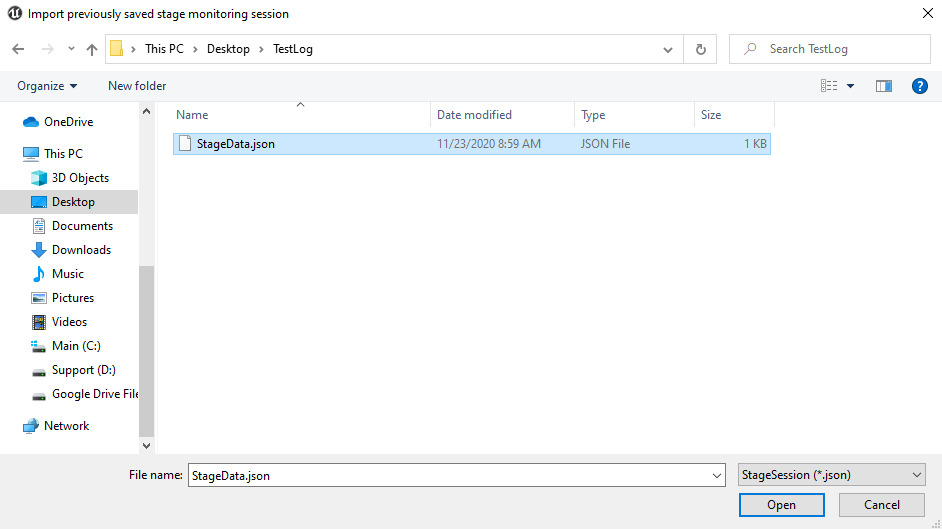 Import previously saved stage monitoring session
This PC > Desktop > TestLog
Search TestLog
Organize
New folder
Name
Date modified
Type
Size
StageData.json
11/23/2020 8:59 AM
JSON File
1 KB
OneDrive
This PC
3D Objects
Desktop
Documents
Downloads
Music
Pictures
Videos
Main (C:)
Support (D:)
Google Drive File
Network
File name:
StageData.json
StageSession (*.json)
Open
Cancel